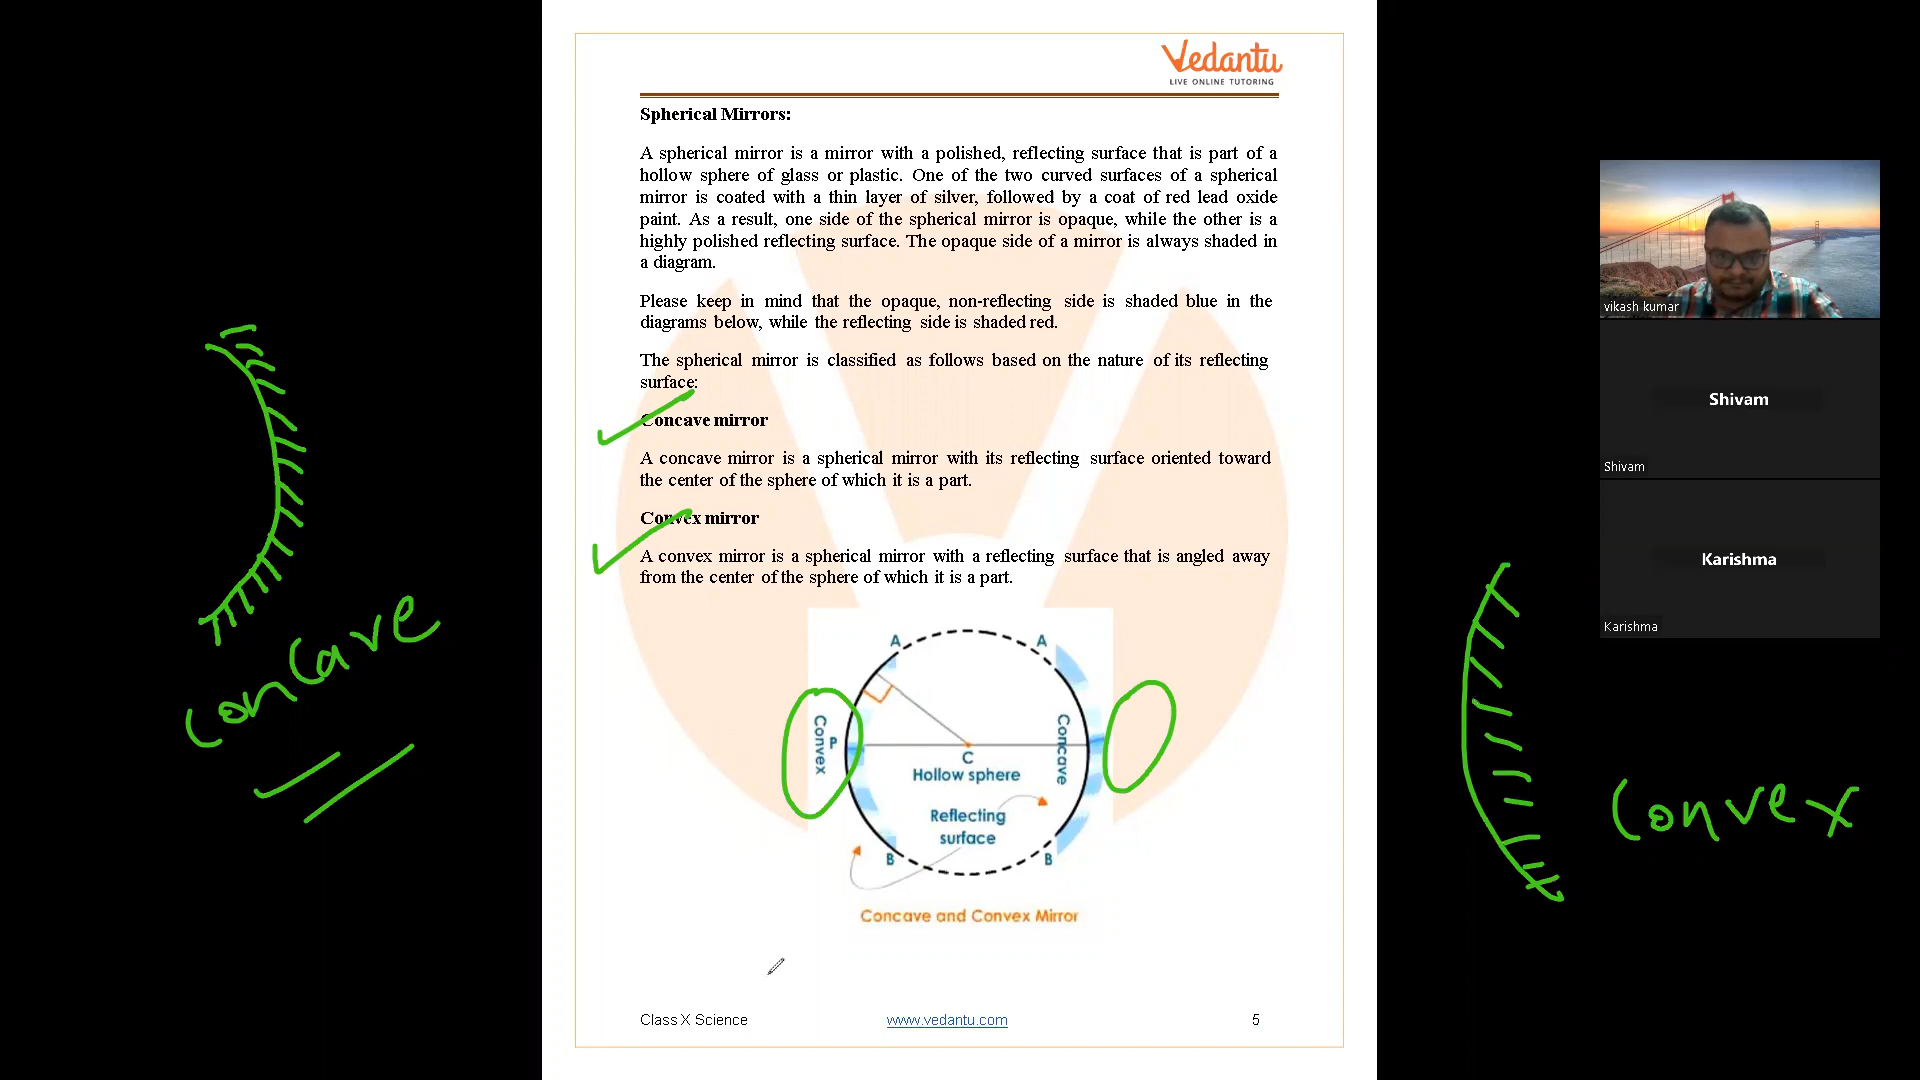 Vedantu
LIVE ONLINE TUTORING
Spherical Mirrors:
A spherical mirror is a mirror with a polished, reflecting surface that is part of a
hollow sphere of glass or plastic. One of the two curved surfaces of a spherical
mirror is coated with a thin layer of silver, followed by a coat of red lead oxide
paint. As a result, one side of the spherical mirror is opaque, while the other is a
highly polished reflecting surface. The opaque side of a mirror is always shaded in
a diagram.
Please keep in mind that the opaque, non-reflecting side is shaded blue in the
diagrams below, while the reflecting side is shaded red.
The spherical mirror is classified as follows based on the nature of its reflecting
surface:
Concave mirror
A concave mirror is a spherical mirror with its reflecting surface oriented toward
the center of the sphere of which it is a part.
Convex mirror
A convex mirror is a spherical mirror with a reflecting surface that is angled away
from the center of the sphere of which it is a part.
A
A
Convex
P
C
Concave
Hollow sphere
Reflecting
surface
B
B
Concave and Convex Mirror
Class X Science
www.vedantu.com
5
concave
Convex
vikash kumar
Shivam
Shivam
Karishma
Karishma